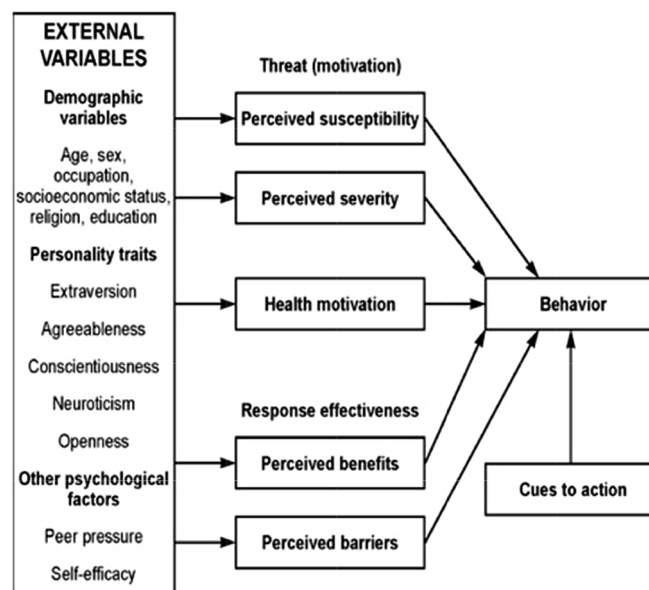 EXTERNAL
VARIABLES
Demographic
variables
Age, sex,
occupation,
socioeconomic status,
religion, education
Personality traits
Extraversion
Agreeableness
Conscientiousness
Neuroticism
Openness
Other psychological
factors
Peer pressure
Self-efficacy
Threat (motivation)
Perceived susceptibility
Perceived severity
Health motivation
Response effectiveness
Perceived benefits
Perceived barriers
Behavior
Cues to action